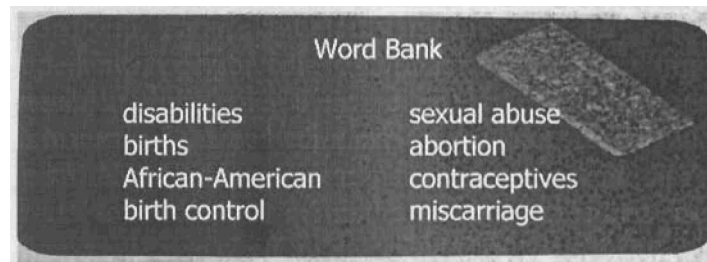 Word Bank
disabilities
births
African-American
birth control
sexual abuse
abortion
contraceptives
miscarriage